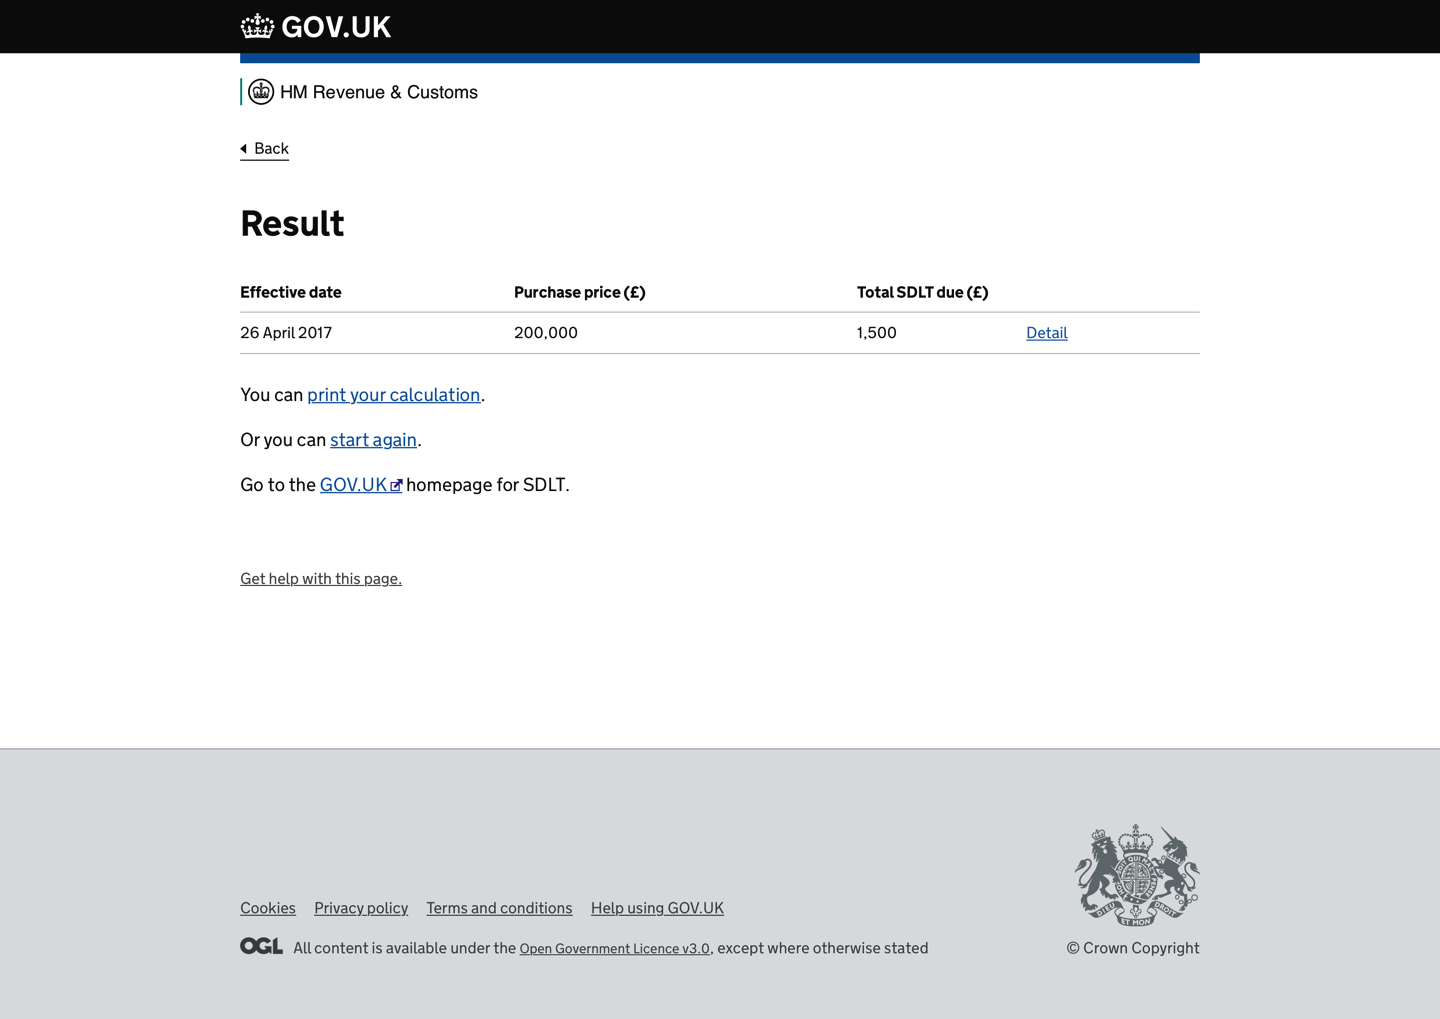 GOV.UK
HM Revenue & Customs
Back
Result
Effective date Purchase price (£) Total SDLT due (£)
26 April 2017 200,000 1,500 Detail
You can print your calculation.
Or you can start again.
Go to the GOV.UK homepage for SDLT.
Get help with this page.
Cookies Privacy policy Terms and conditions Help using GOV.UK
OGL All content is available under the Open Government Licence v3.0, except where otherwise stated
© Crown Copyright